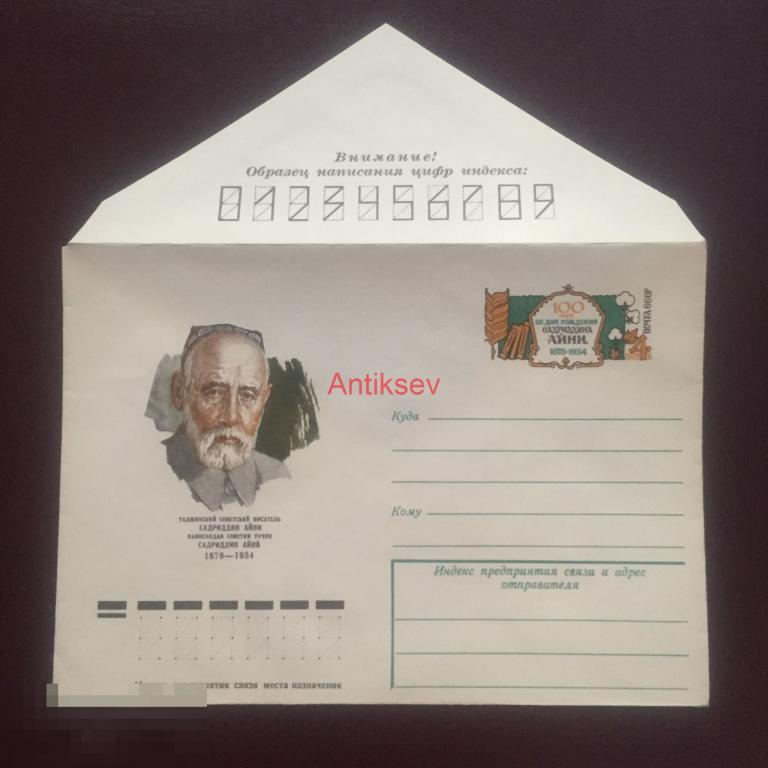 Внимание!
Образец написания цифр индекса:
0123456789
100
ЛЕТ
СО ДНЯ РОЖДЕНИЯ
САДРИДДИНА
АЙНИ.
1878-1954
ПОЧТА СССР
4
Antiksev
Куда
Кому
ТАДЖИКСКИЙ СОВЕТСКИЙ ПИСАТЕЛЬ
САДРИДДИН АЙНИ
НАВИСАНДАИ СОВЕТИИ ТОҶИК
САДРИДДИН АЙНӢ
1878—1954
Индекс предприятия связи и адрес
отправителя
связи места назначения